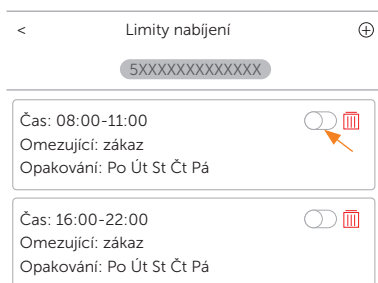 < Limity nabíjení ⊕
5XXXXXXXXXXXXX
Čas: 08:00-11:00
Omezující: zákaz
Opakování: Po Út St Čt Pá
Čas: 16:00-22:00
Omezující: zákaz
Opakování: Po Út St Čt Pá